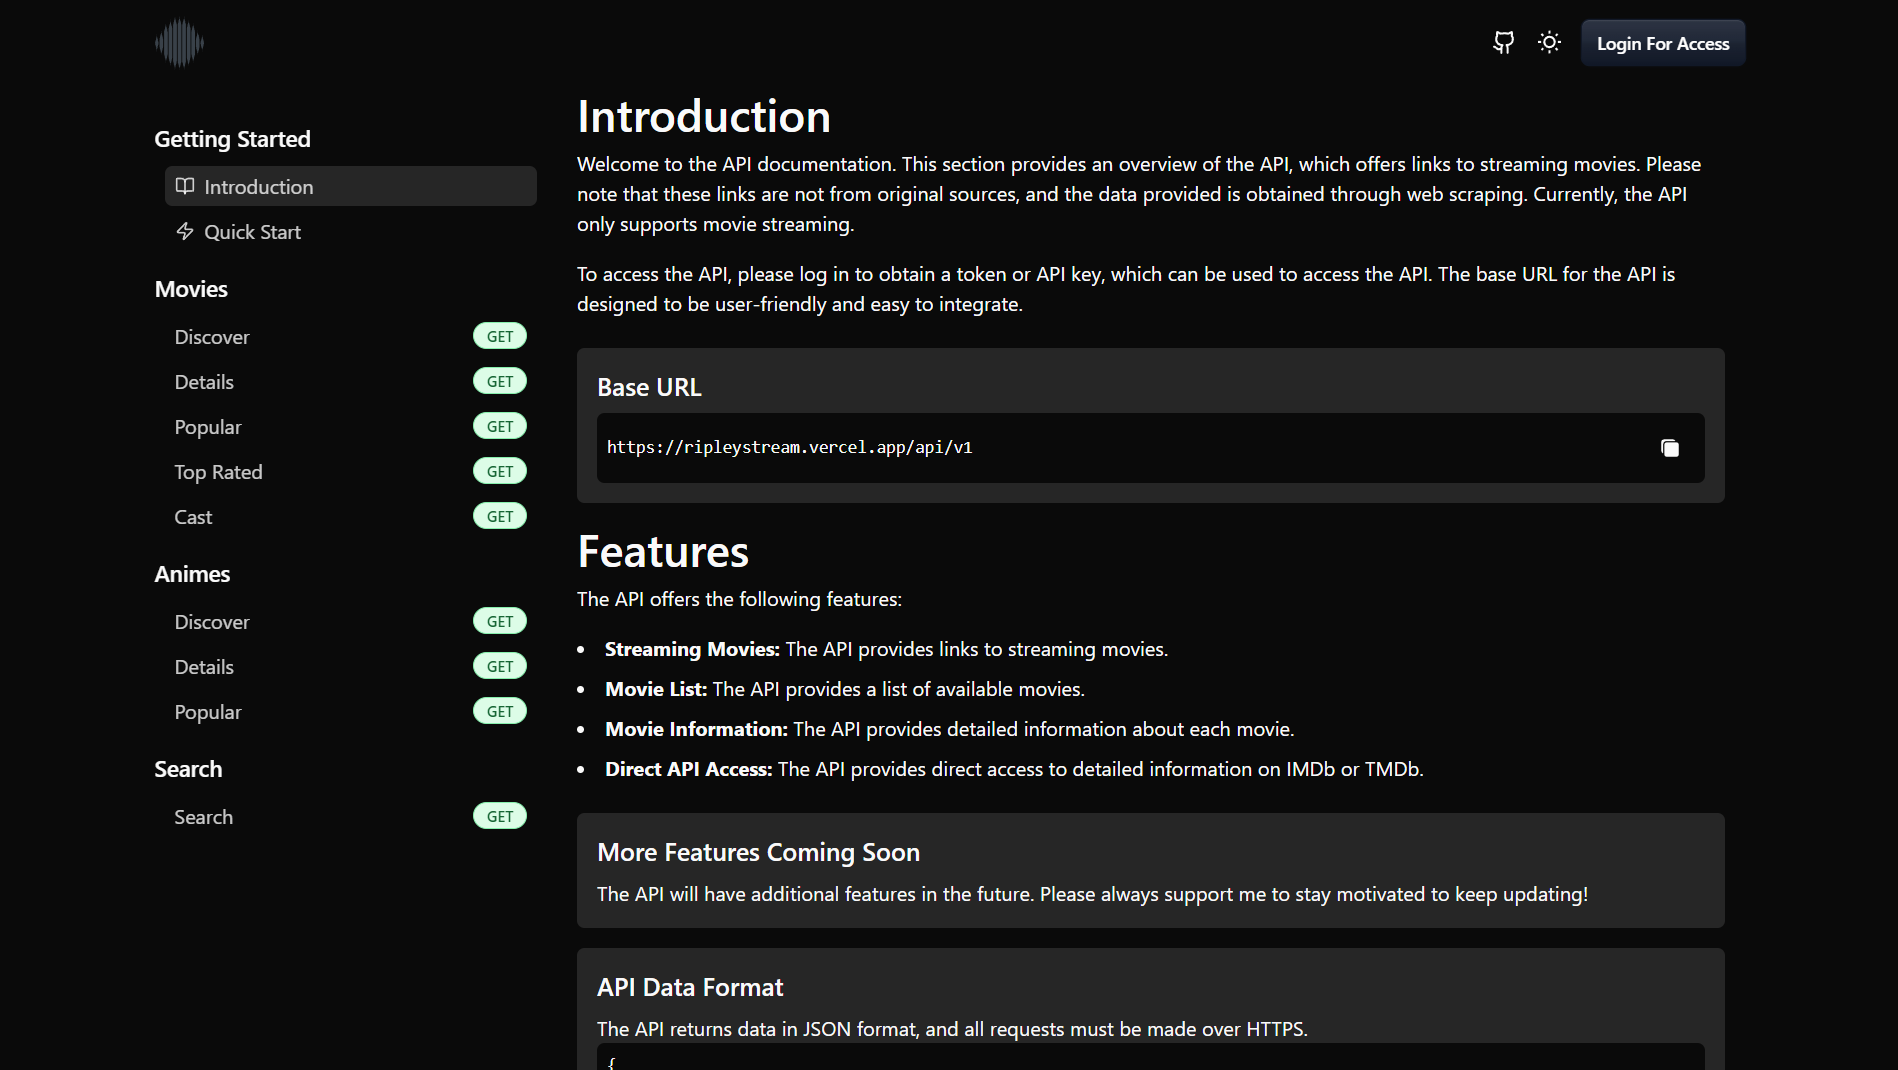 Login For Access
Getting Started
Introduction
Quick Start
Movies
Discover GET
Details GET
Popular GET
Top Rated GET
Cast GET
Animes
Discover GET
Details GET
Popular GET
Search
Search GET
Introduction
Welcome to the API documentation. This section provides an overview of the API, which offers links to streaming movies. Please
note that these links are not from original sources, and the data provided is obtained through web scraping. Currently, the API
only supports movie streaming.
To access the API, please log in to obtain a token or API key, which can be used to access the API. The base URL for the API is
designed to be user-friendly and easy to integrate.
Base URL
https://ripleystream.vercel.app/api/v1
Features
The API offers the following features:
• Streaming Movies: The API provides links to streaming movies.
• Movie List: The API provides a list of available movies.
• Movie Information: The API provides detailed information about each movie.
• Direct API Access: The API provides direct access to detailed information on IMDb or TMDb.
More Features Coming Soon
The API will have additional features in the future. Please always support me to stay motivated to keep updating!
API Data Format
The API returns data in JSON format, and all requests must be made over HTTPS.
{